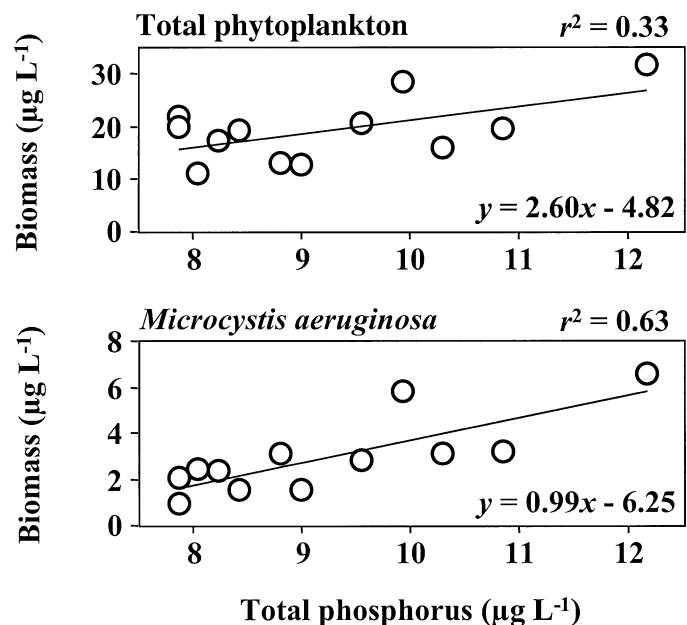 Total phytoplankton
r² = 0.33
Biomass (µg L⁻¹)
30
20
10
0
y = 2.60x - 4.82
8 9 10 11 12
Microcystis aeruginosa
r² = 0.63
Biomass (µg L⁻¹)
8
6
4
2
0
y = 0.99x - 6.25
8 9 10 11 12
Total phosphorus (µg L⁻¹)